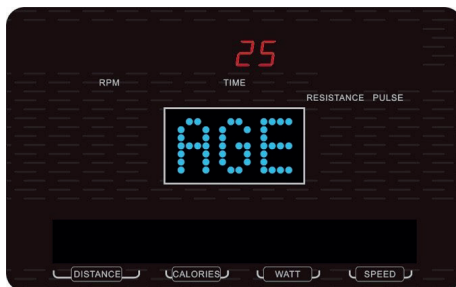 25
RPM TIME
RESISTANCE PULSE
AGE
DISTANCE CALORIES WATT SPEED